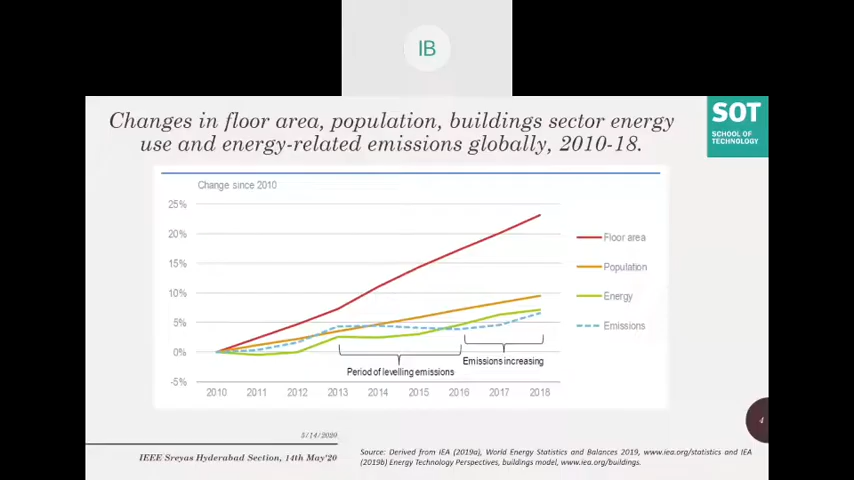 IB
Changes in floor area, population, buildings sector energy
use and energy-related emissions globally, 2010-18.
SOT
SCHOOL OF
TECHNOLOGY
Change since 2010
25%
20%
15%
10%
5%
0%
-5%
2010 2011 2012 2013 2014 2015 2016 2017 2018
Floor area
Population
Energy
Emissions
Emissions increasing
Period of levelling emissions
4
5/14/2020
IEEE Sreyas Hyderabad Section, 14th May'20
Source: Derived from IEA (2019a), World Energy Statistics and Balances 2019, www.iea.org/statistics and IEA
(2019b) Energy Technology Perspectives, buildings model, www.iea.org/buildings.